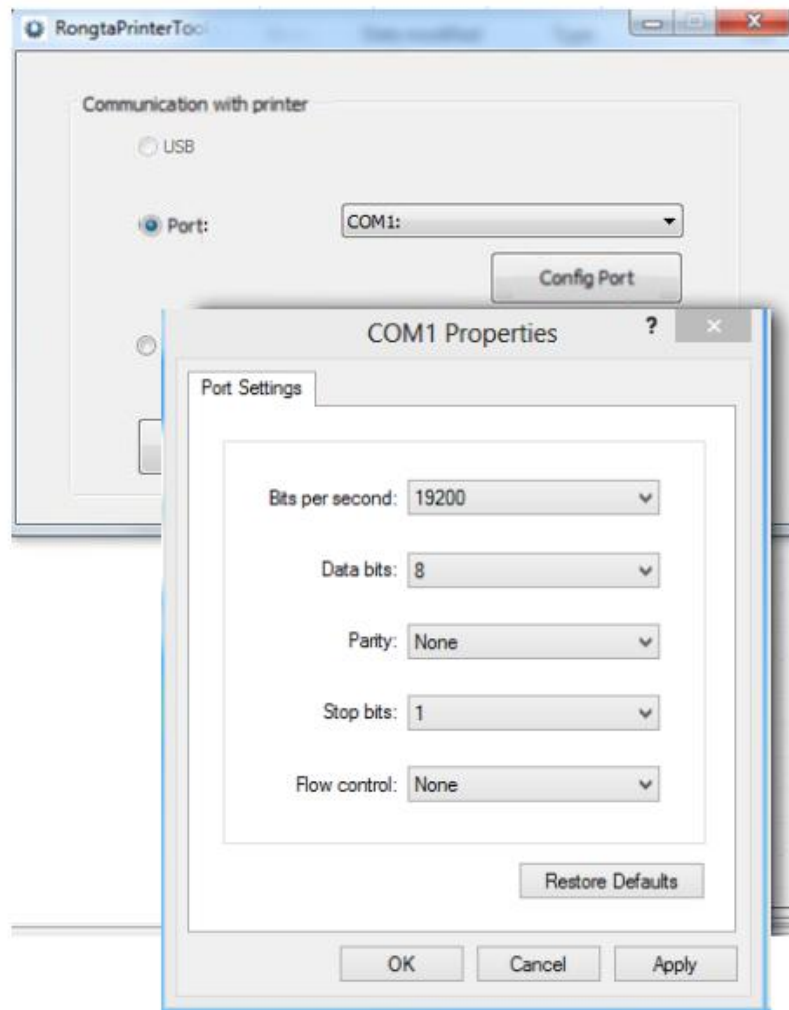 RongtaPrinterTool
Communication with printer
USB
Port: COM1:
Config Port
COM1 Properties ?
Port Settings
Bits per second: 19200
Data bits: 8
Parity: None
Stop bits: 1
Flow control: None
Restore Defaults
OK Cancel Apply